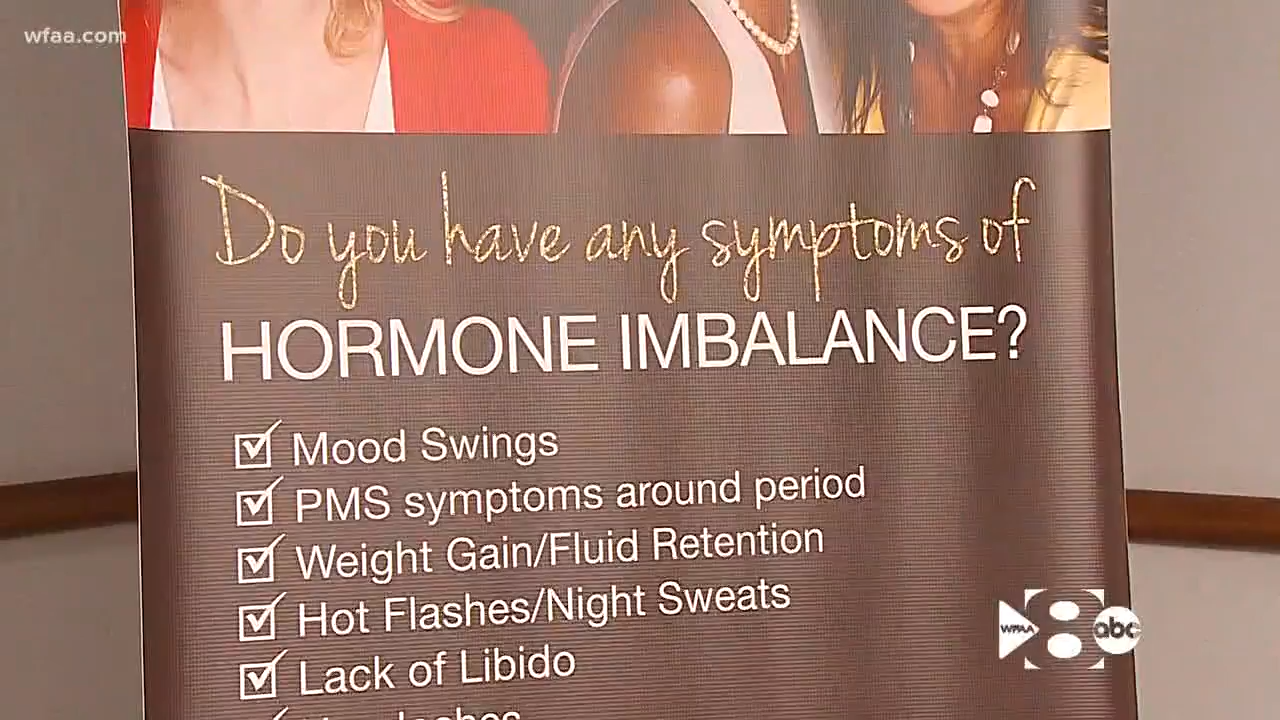 wfaa.com
Do you have any symptoms of
HORMONE IMBALANCE?
Mood Swings
PMS symptoms around period
Weight Gain/Fluid Retention
Hot Flashes/Night Sweats
Lack of Libido
WFAA 8 abc